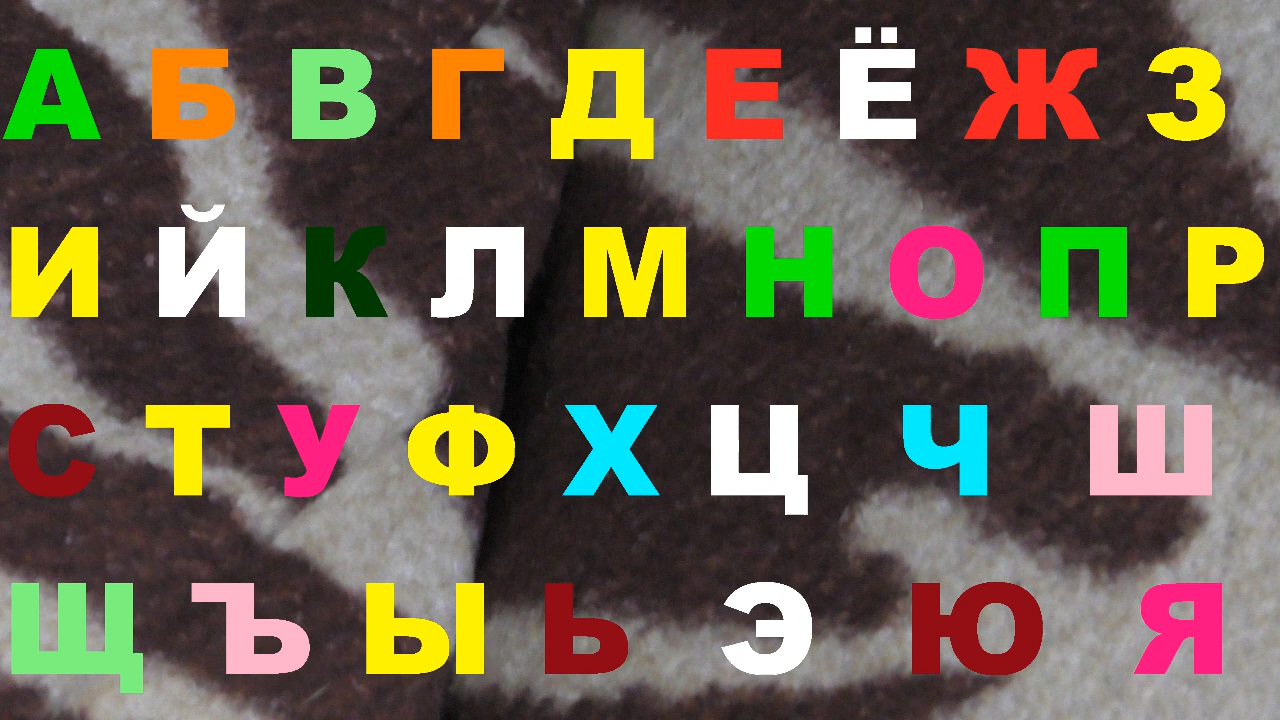 А Б В Г Д Е Ё Ж З
И Й К Л М Н О П Р
С Т У Ф Х Ц Ч Ш
Щ Ъ Ы Ь Э Ю Я